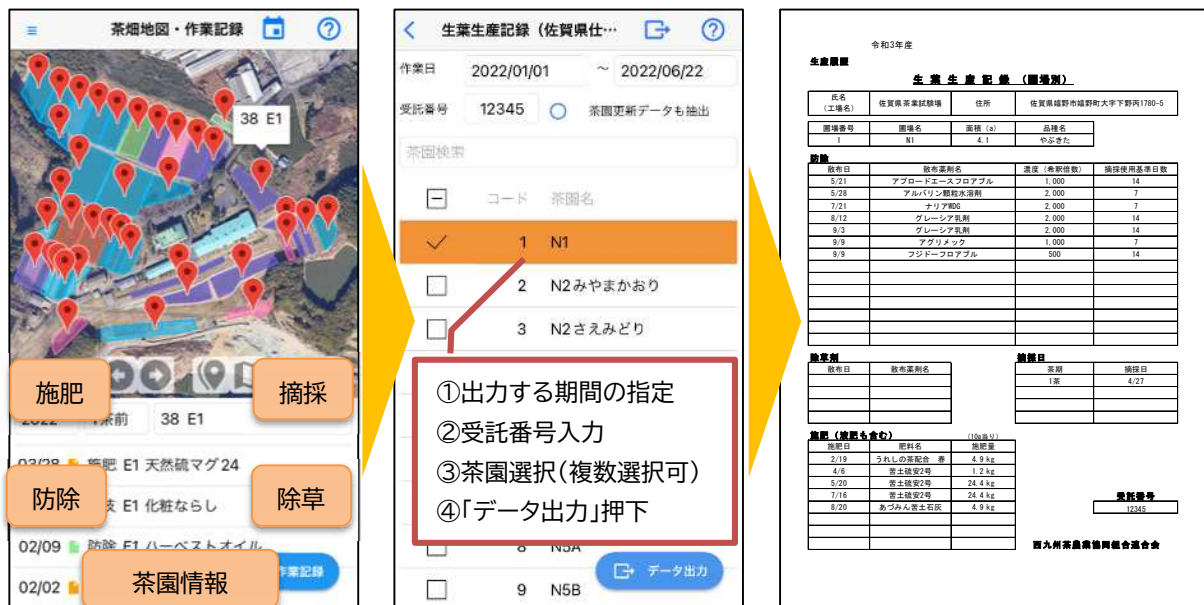 茶畑地図・作業記録
38 E1
施肥
摘採
2022 茶前 38 E1
施肥 E1 天然硫マグ24
防除
除草
E1 化粧ならし
02/09 防除 E1 ハーベストオイル
茶園情報
作業記録
02/02
生葉生産記録（佐賀県仕…
作業日 2022/01/01 ～ 2022/06/22
受託番号 12345 茶園更新データも抽出
茶園検索
コード 茶園名
1 N1
2 N2みやまかおり
3 N2さえみどり
①出力する期間の指定
②受託番号入力
③茶園選択(複数選択可)
④「データ出力」押下
8 N5A
データ出力
9 N5B
令和3年度
生産履歴
生葉生産記録（圃場別）
氏名（工場名） 佐賀県茶業試験場 住所 佐賀県嬉野市嬉野町大字下野丙1780-5
圃場番号 圃場名 面積（a） 品種名
1 N1 4.1 やぶきた
防除
散布日 散布薬剤名 濃度（希釈倍数） 摘採使用基準日数
5/21 アプロードエースフロアブル 1,000 14
5/28 アルバリン顆粒水溶剤 2,000 7
7/21 ナリアWDG 2,000 7
8/12 グレーシア乳剤 2,000 14
9/3 グレーシア乳剤 2,000 14
9/9 アグリメック 1,000 7
9/9 フジドーフロアブル 500 14
除草剤
散布日 散布薬剤名
摘採日
茶期 摘採日
1茶 4/27
施肥（液肥も含む） （10a当り）
施肥日 肥料名 施肥量
2/19 うれしの茶配合 春 4.9 kg
4/6 苦土硫安2号 1.2 kg
5/20 苦土硫安2号 24.4 kg
7/16 苦土硫安2号 24.4 kg
8/20 あづみん苦土石灰 4.9 kg
受託番号
12345
西九州茶農業協同組合連合会